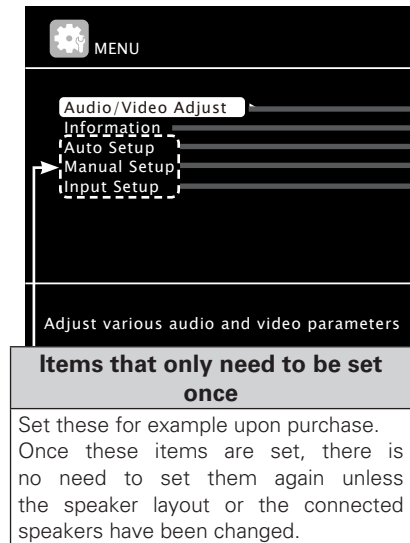 MENU
Audio/Video Adjust
Information
Auto Setup
Manual Setup
Input Setup
Adjust various audio and video parameters
Items that only need to be set
once
Set these for example upon purchase.
Once these items are set, there is
no need to set them again unless
the speaker layout or the connected
speakers have been changed.